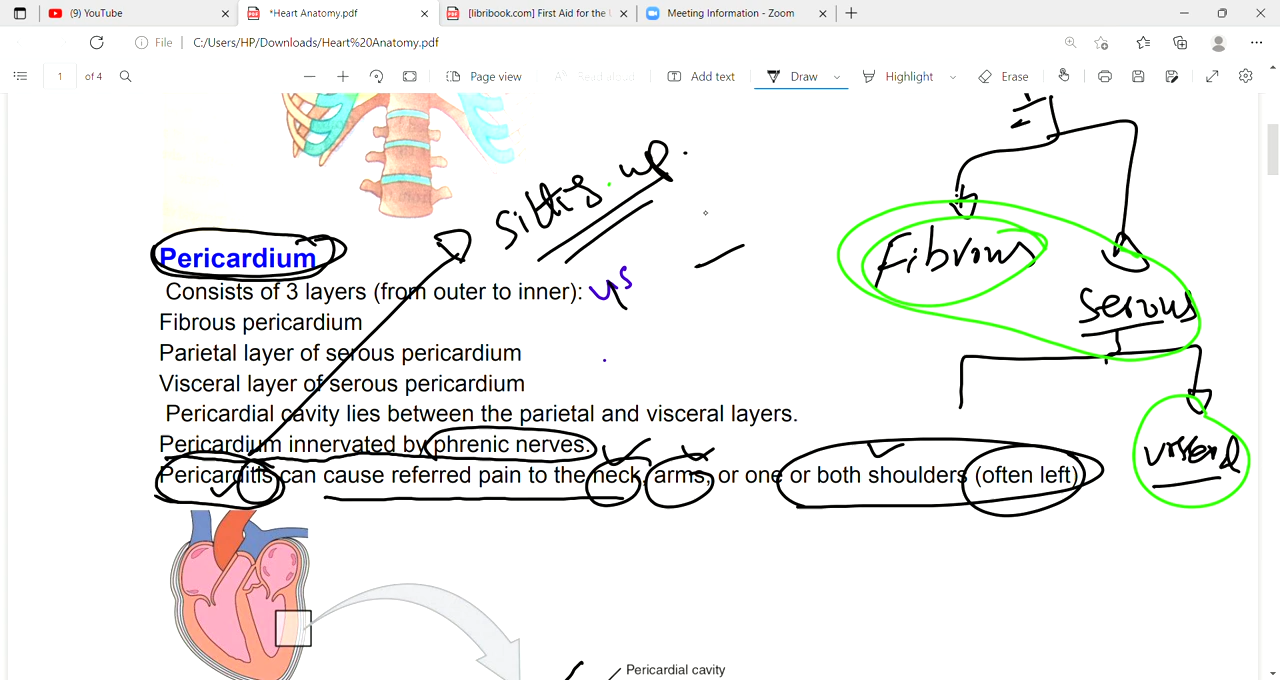 (9) YouTube
*Heart Anatomy.pdf
[libribook.com] First Aid for the U
Meeting Information - Zoom
File C:/Users/HP/Downloads/Heart%20Anatomy.pdf
1 of 4
Page view
Read aloud
Add text
Draw
Highlight
Erase
Sitting up.
Fibrous
serous
Pericardium
Consists of 3 layers (from outer to inner):
Fibrous pericardium
Parietal layer of serous pericardium
Visceral layer of serous pericardium
Pericardial cavity lies between the parietal and visceral layers.
Pericardium innervated by phrenic nerves.
Pericarditis can cause referred pain to the neck, arms, or one or both shoulders (often left)
Pericardial cavity